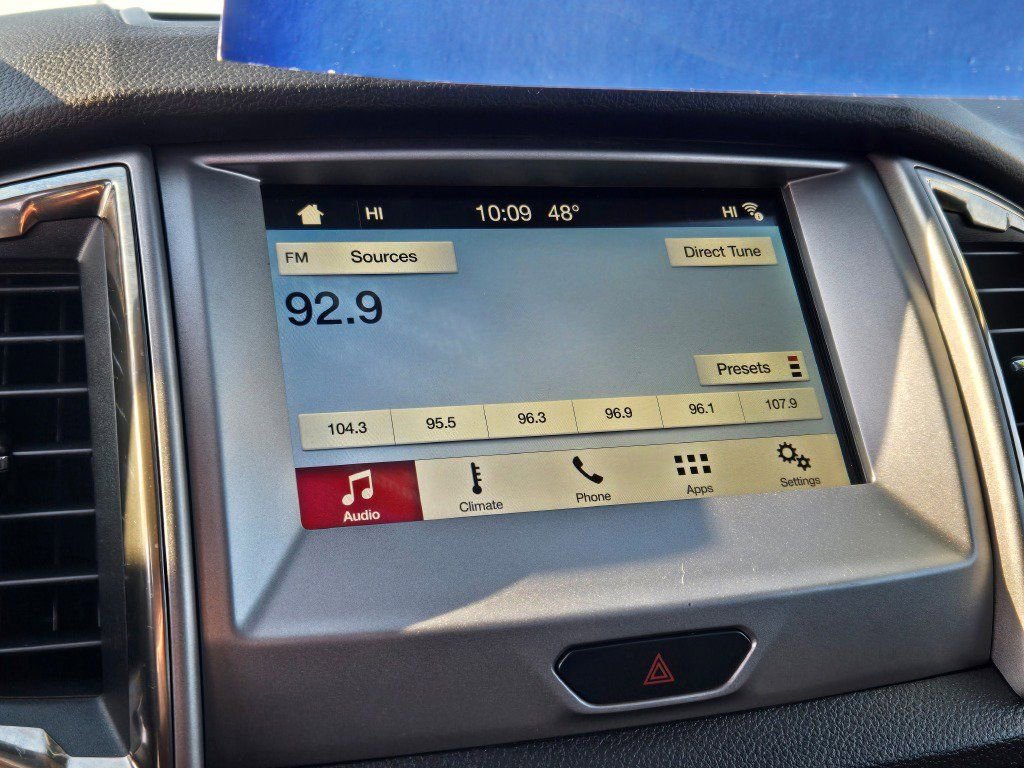 HI 10:09 48° HI
FM Sources Direct Tune
92.9
Presets
104.3 95.5 96.3 96.9 96.1 107.9
Audio Climate Phone Apps Settings